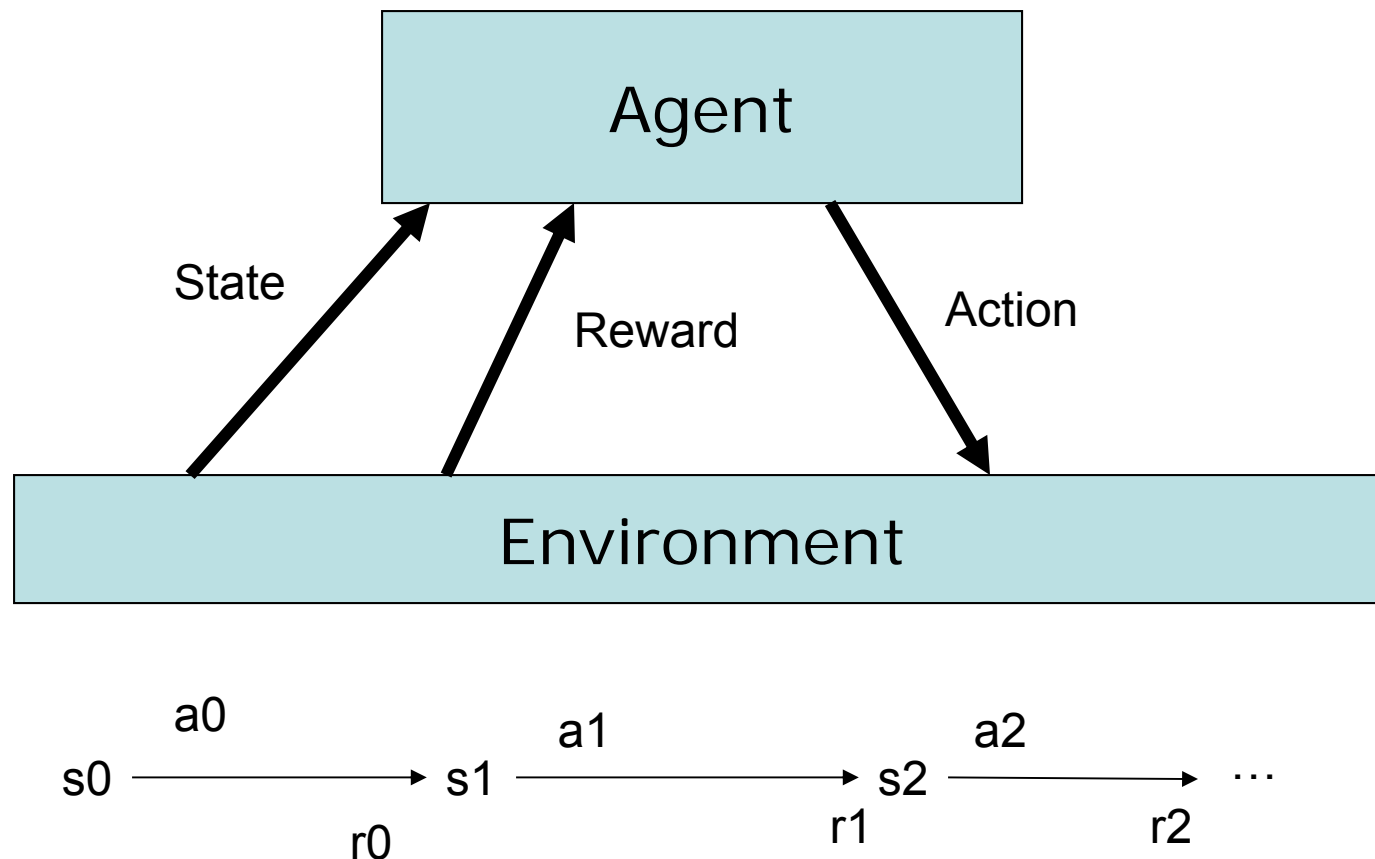 Agent
State
Reward
Action
Environment
a0
a1
a2
s0
s1
s2
...
r0
r1
r2